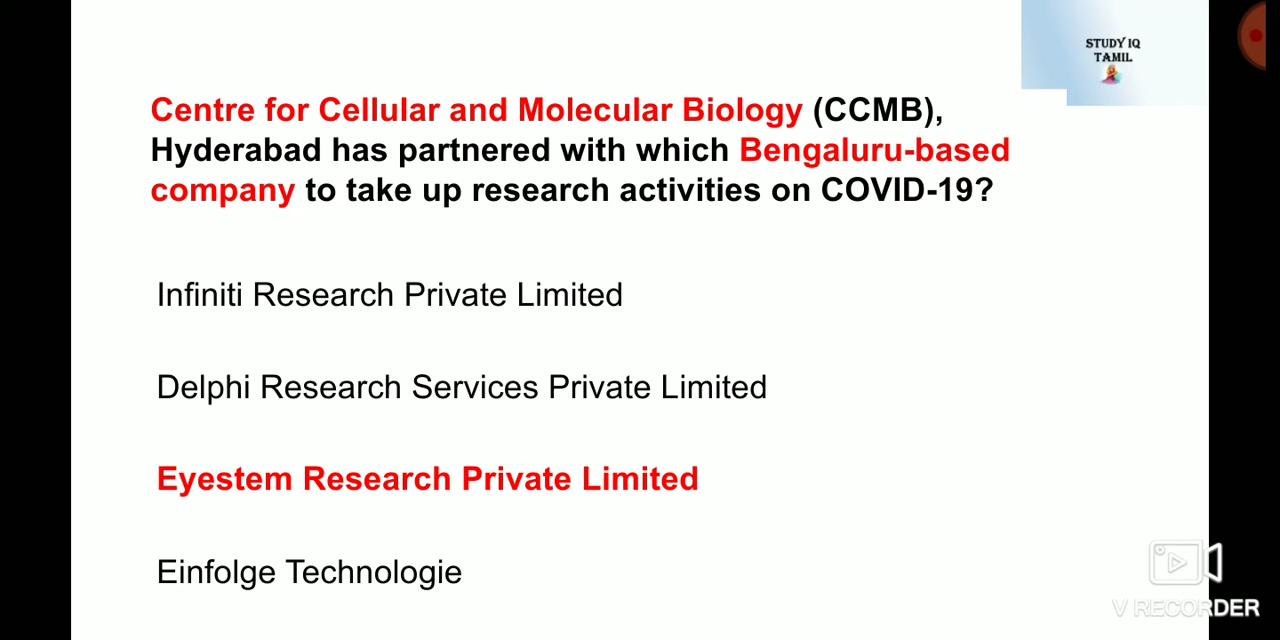 STUDY IQ
TAMIL
Centre for Cellular and Molecular Biology (CCMB),
Hyderabad has partnered with which Bengaluru-based
company to take up research activities on COVID-19?
Infiniti Research Private Limited
Delphi Research Services Private Limited
Eyestem Research Private Limited
Einfolge Technologie
V RECORDER